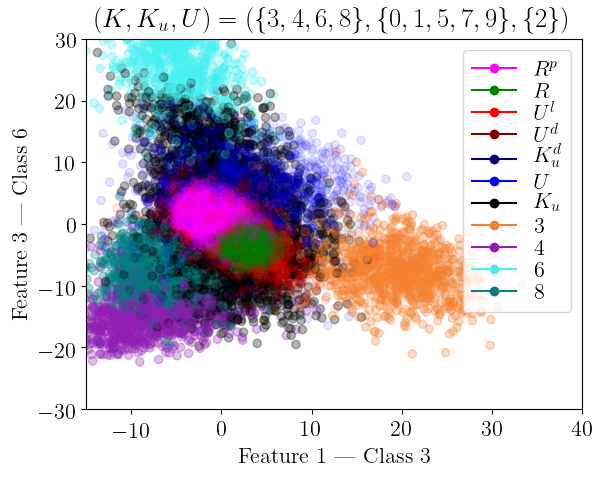 (K, K_u, U) = ({3, 4, 6, 8}, {0, 1, 5, 7, 9}, {2})
30
20
10
0
−10
−20
−30
Feature 3 — Class 6
R^p
R
U^l
U^d
K_u^d
U
K_u
3
4
6
8
−10
0
10
20
30
40
Feature 1 — Class 3